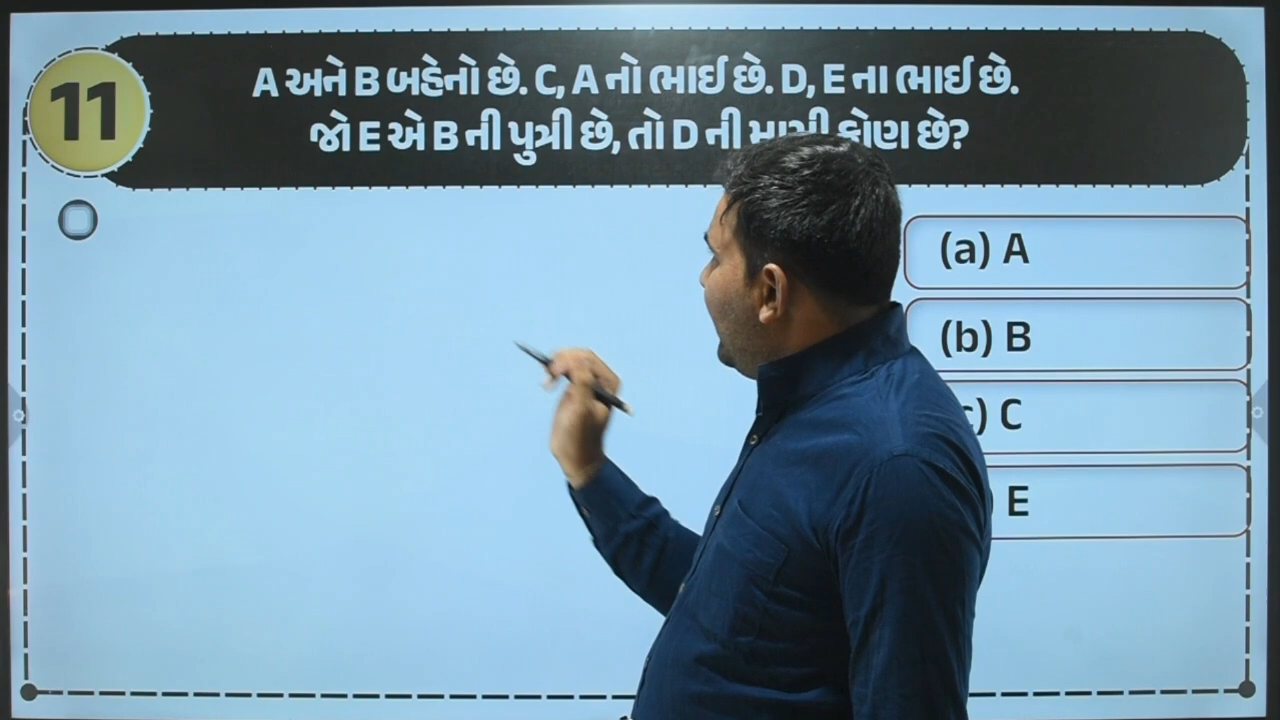 11
A અને B બહેનો છે. C, A નો ભાઈ છે. D, E ના ભાઈ છે.
જો E એ B ની પુત્રી છે, તો D ની કોણ છે?
(a) A
(b) B
c) C
E